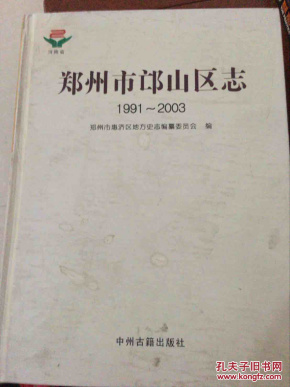 郑州市邙山区志
1991～2003
郑州市惠济区地方史志编纂委员会 编
中州古籍出版社
孔夫子旧书网